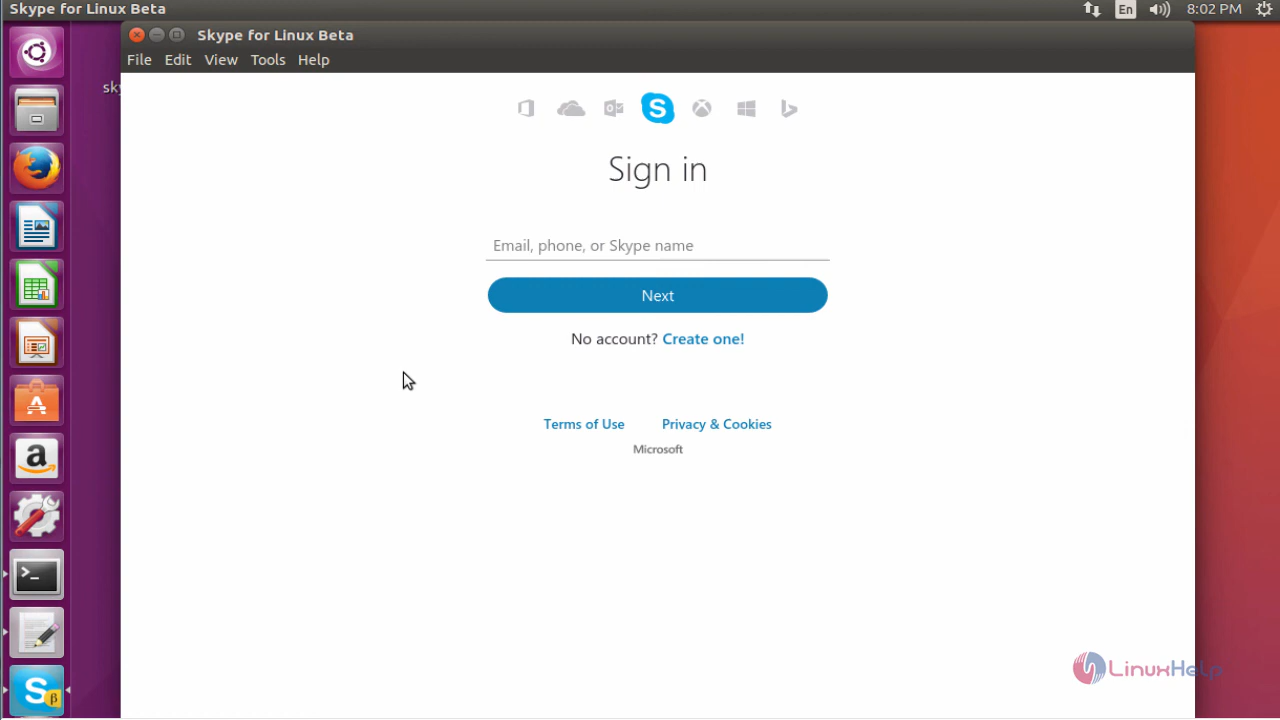 Skype for Linux Beta
En
8:02 PM
Skype for Linux Beta
File Edit View Tools Help
sky
Sign in
Email, phone, or Skype name
Next
No account? Create one!
Terms of Use Privacy & Cookies
Microsoft
LinuxHelp